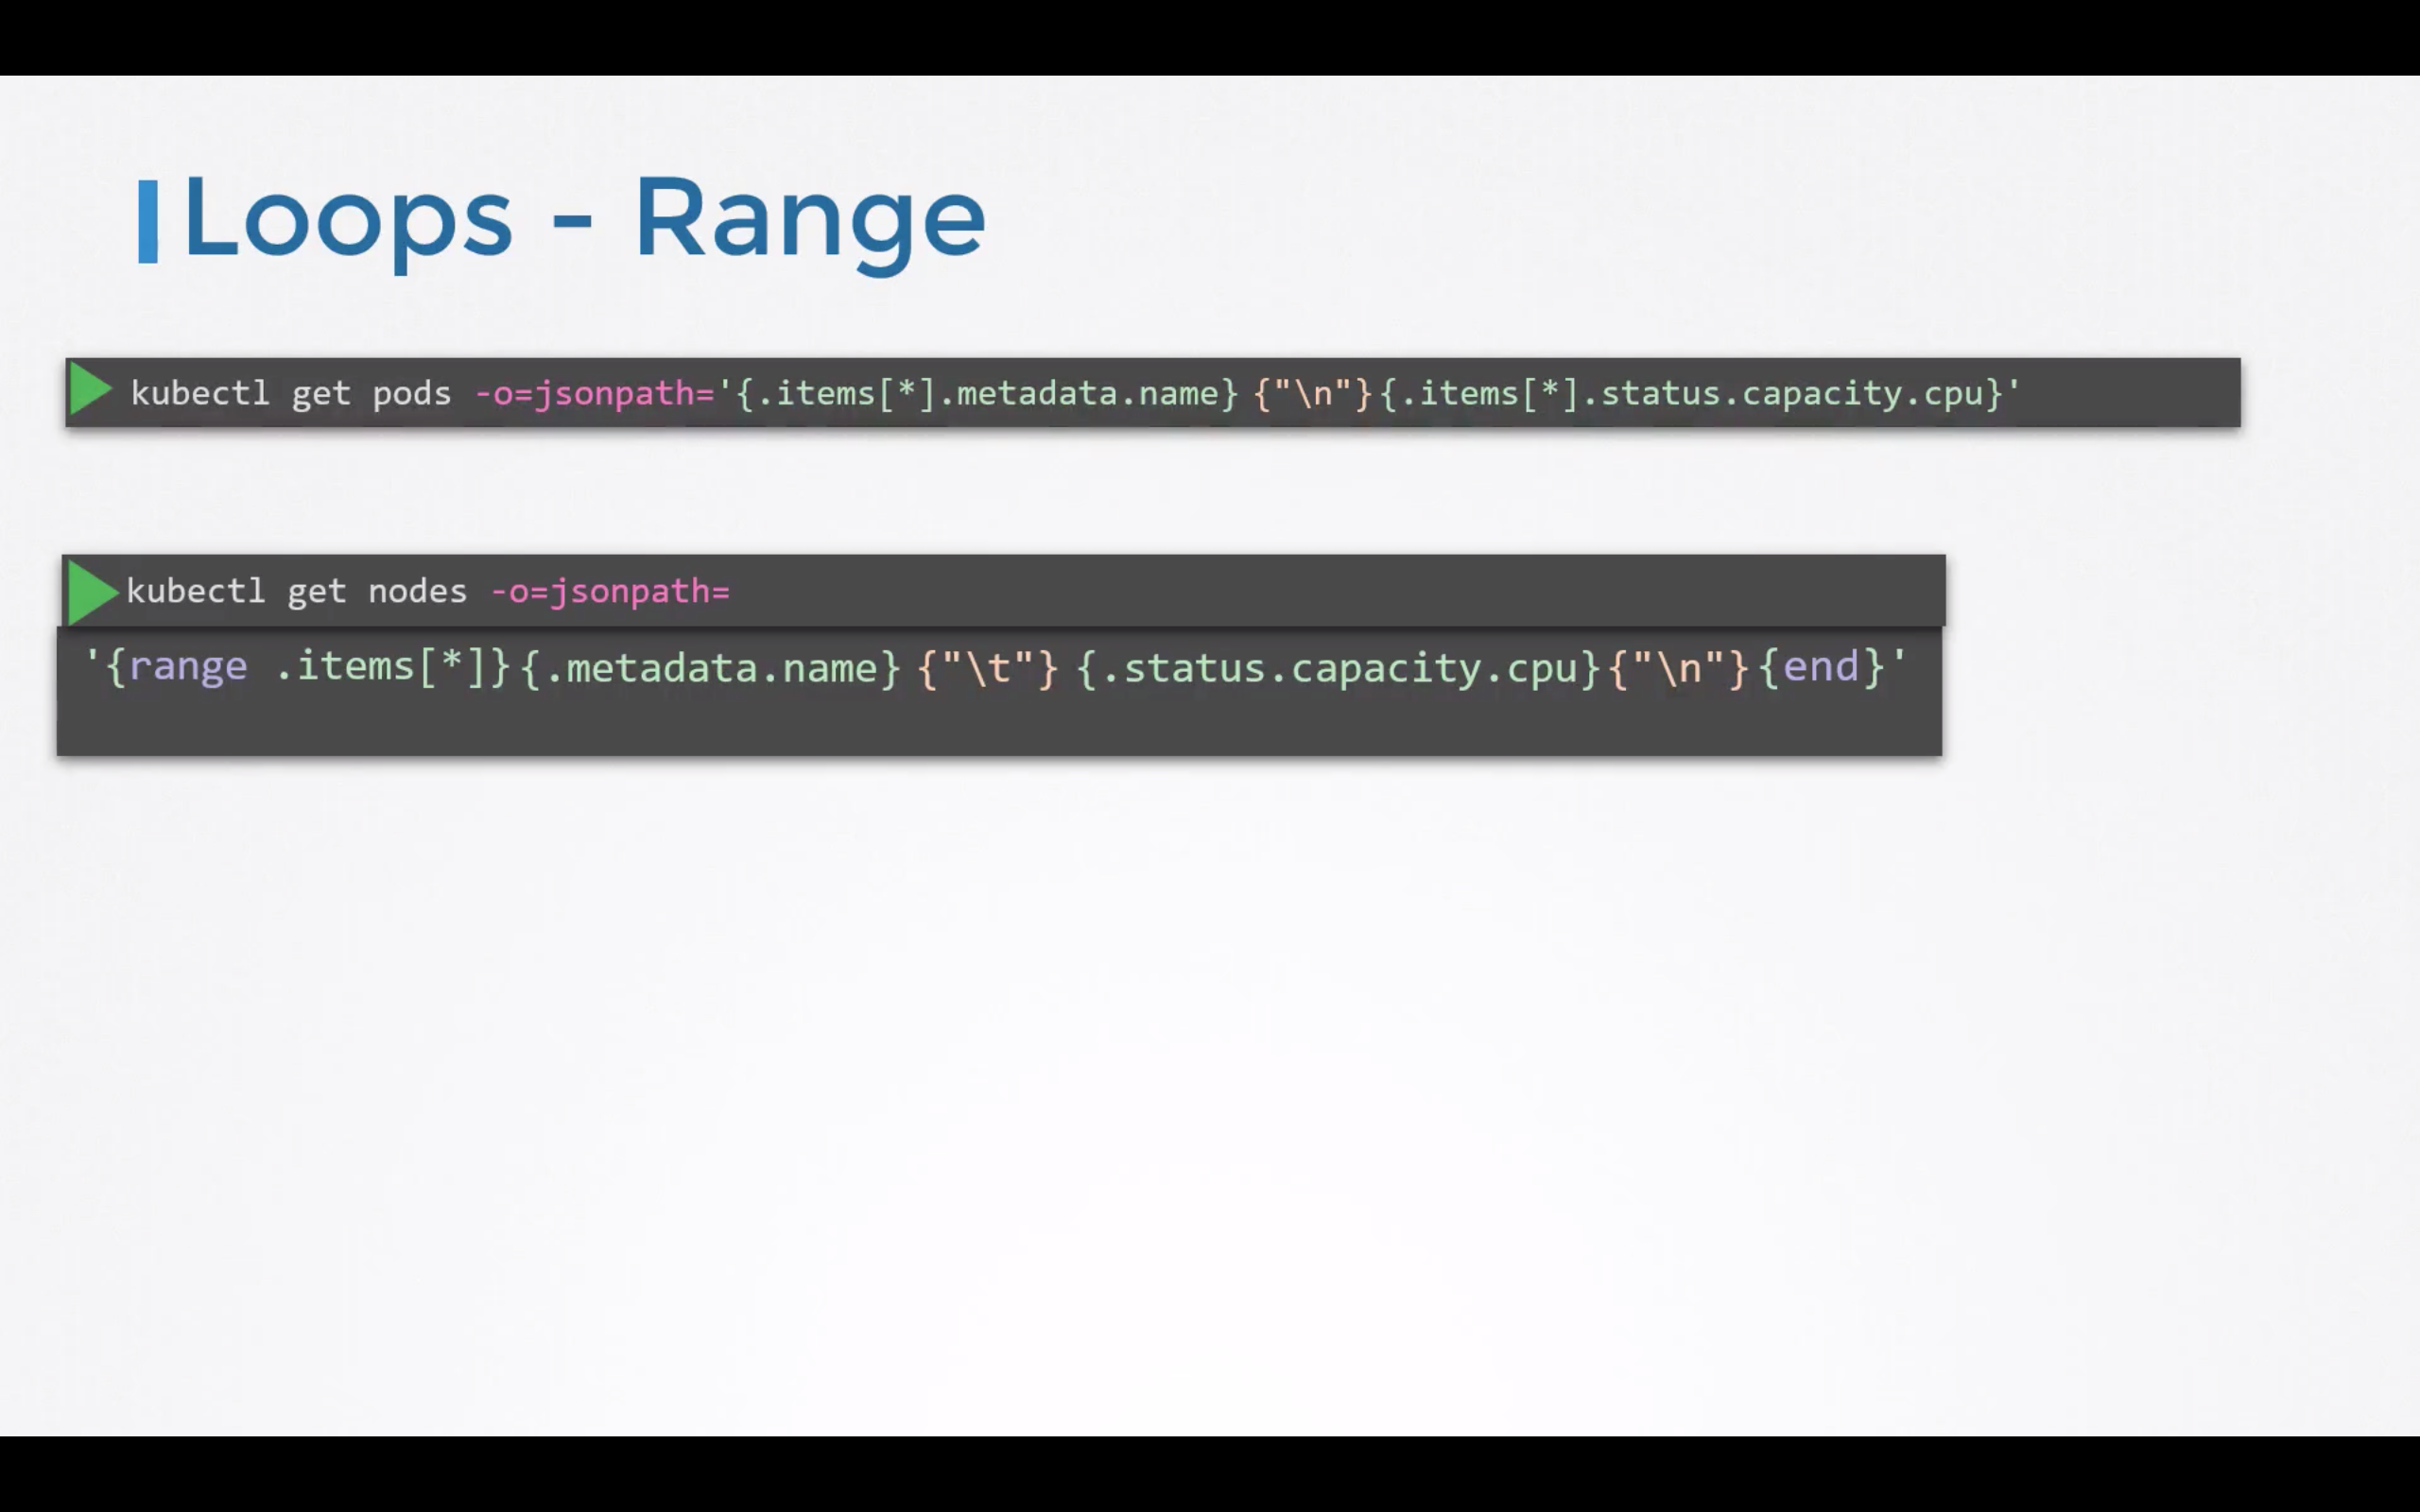 Loops - Range
kubectl get pods -o=jsonpath='{.items[*].metadata.name} {"\n"}{.items[*].status.capacity.cpu}'
kubectl get nodes -o=jsonpath=
'{range .items[*]}{.metadata.name} {"\t"} {.status.capacity.cpu}{"\n"}{end}'